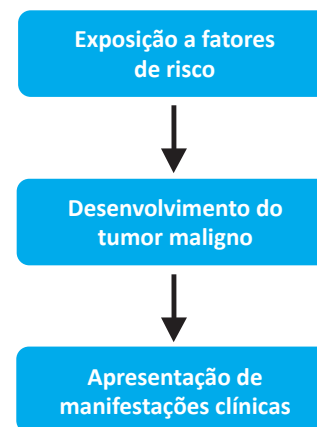 Exposição a fatores
de risco
Desenvolvimento do
tumor maligno
Apresentação de
manifestações clínicas